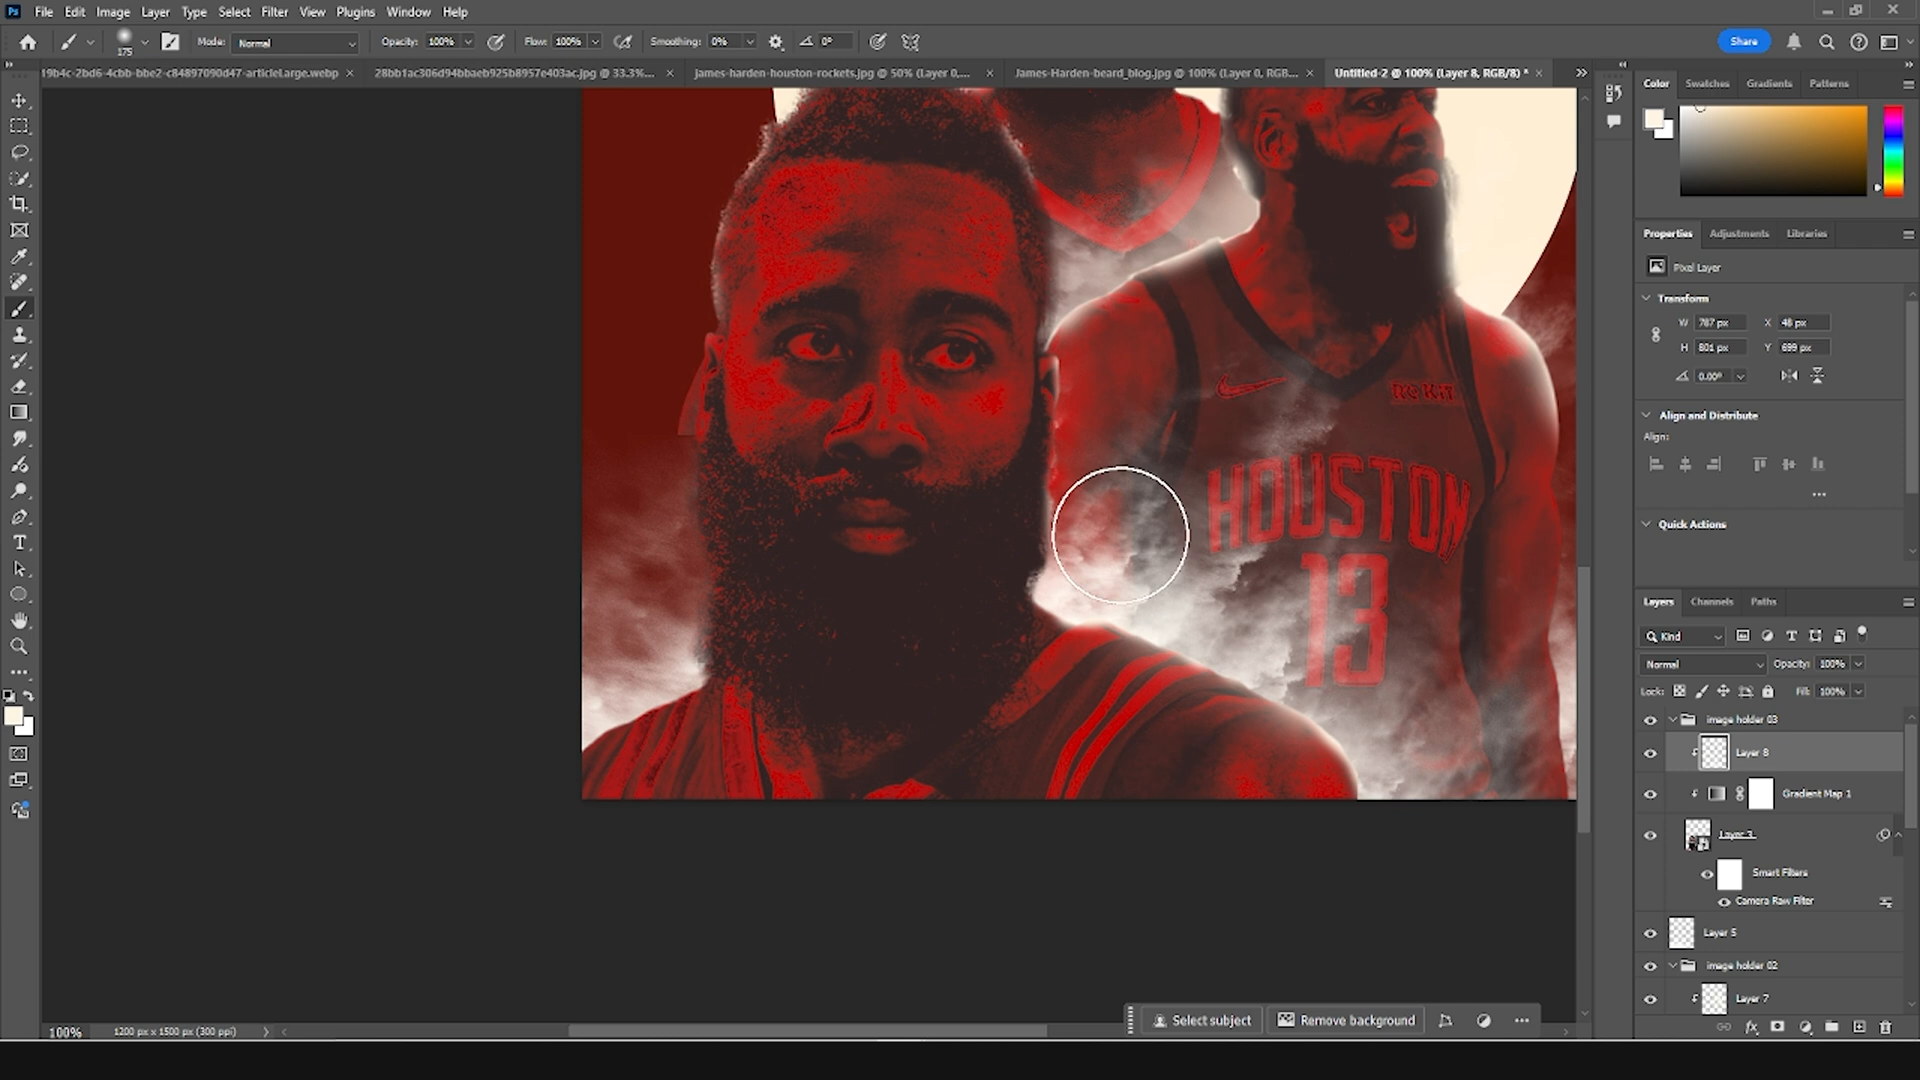 Ps File Edit Image Layer Type Select Filter View Plugins Window Help
175 Mode: Normal Opacity: 100% Flow: 100% Smoothing: 0% 0° Share
19b4c-2bd6-4cbb-bbe2-c84897090d47-articleLarge.webp × 28bb1ac306d94bbaeb925b8957e403ac.jpg @ 33.3%... × james-harden-houston-rockets.jpg @ 50% (Layer 0,... × James-Harden-beard_blog.jpg @ 100% (Layer 0, RGB... × Untitled-2 @ 100% (Layer 8, RGB/8) * ×
Color Swatches Gradients Patterns
Properties Adjustments Libraries
Pixel Layer
Transform
W 787 px X 48 px
H 801 px Y 699 px
0.00°
Align and Distribute
Align:
Quick Actions
ROKiT
HOUSTON
13
Layers Channels Paths
Kind
Normal Opacity: 100%
Lock: Fill: 100%
image holder 03
Layer 8
Gradient Map 1
Layer 3
Smart Filters
Camera Raw Filter
Layer 5
image holder 02
Layer 7
Select subject Remove background
100% 1200 px x 1500 px (300 ppi)